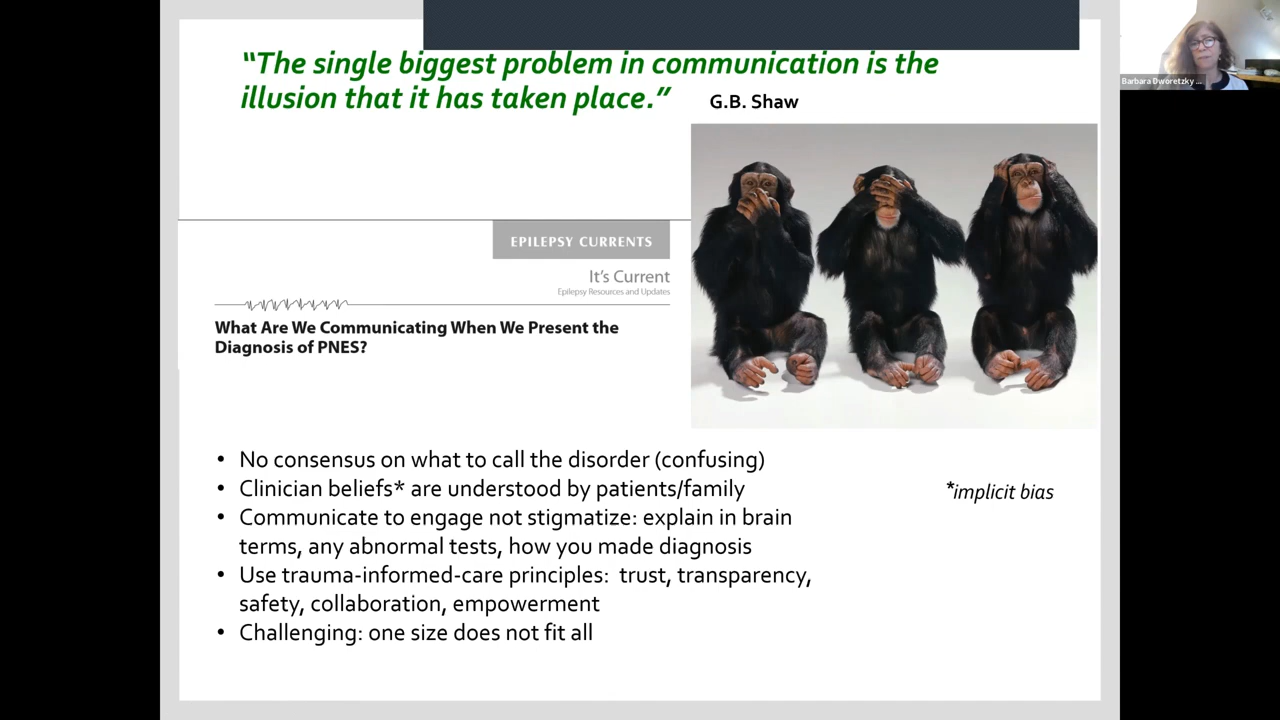 “The single biggest problem in communication is the
illusion that it has taken place.”
G.B. Shaw
Barbara Dworetzky ...
EPILEPSY CURRENTS
It's Current
Epilepsy Resources and Updates
What Are We Communicating When We Present the
Diagnosis of PNES?
• No consensus on what to call the disorder (confusing)
• Clinician beliefs* are understood by patients/family
*implicit bias
• Communicate to engage not stigmatize: explain in brain
terms, any abnormal tests, how you made diagnosis
• Use trauma-informed-care principles: trust, transparency,
safety, collaboration, empowerment
• Challenging: one size does not fit all